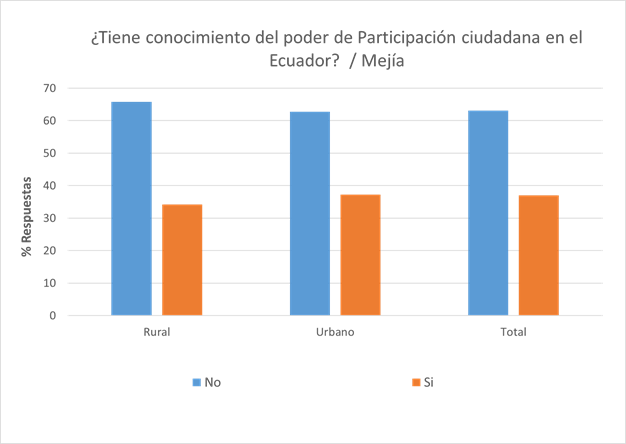 ¿Tiene conocimiento del poder de Participación ciudadana en el
Ecuador?  / Mejía
70
60
50
40
30
20
10
0
% Respuestas
Rural
Urbano
Total
No
Si